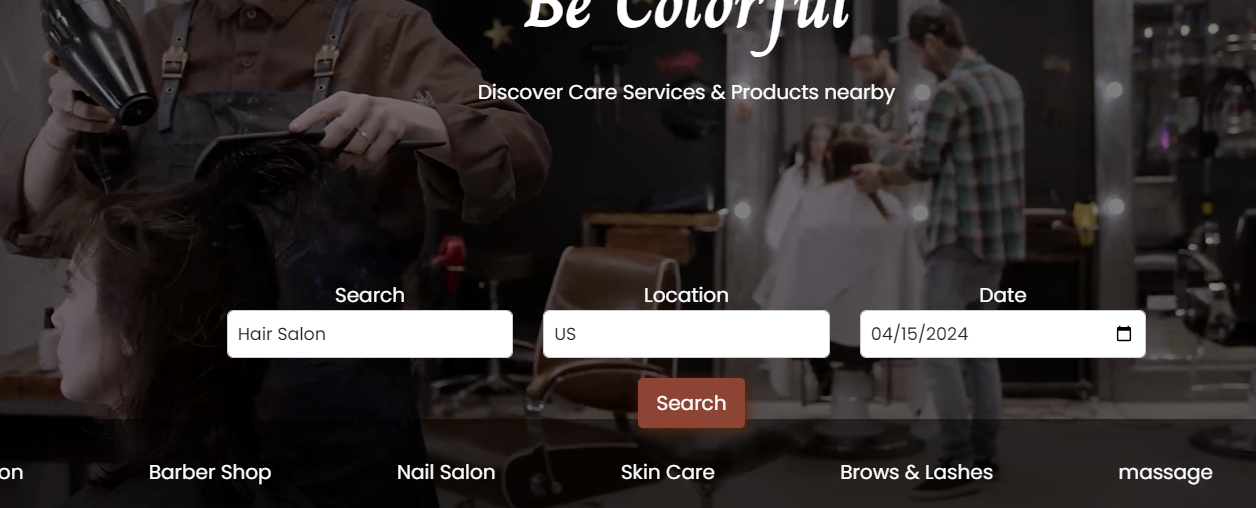 Be Colorful
Discover Care Services & Products nearby
Search Location Date
Hair Salon US 04/15/2024
Search
on Barber Shop Nail Salon Skin Care Brows & Lashes massage